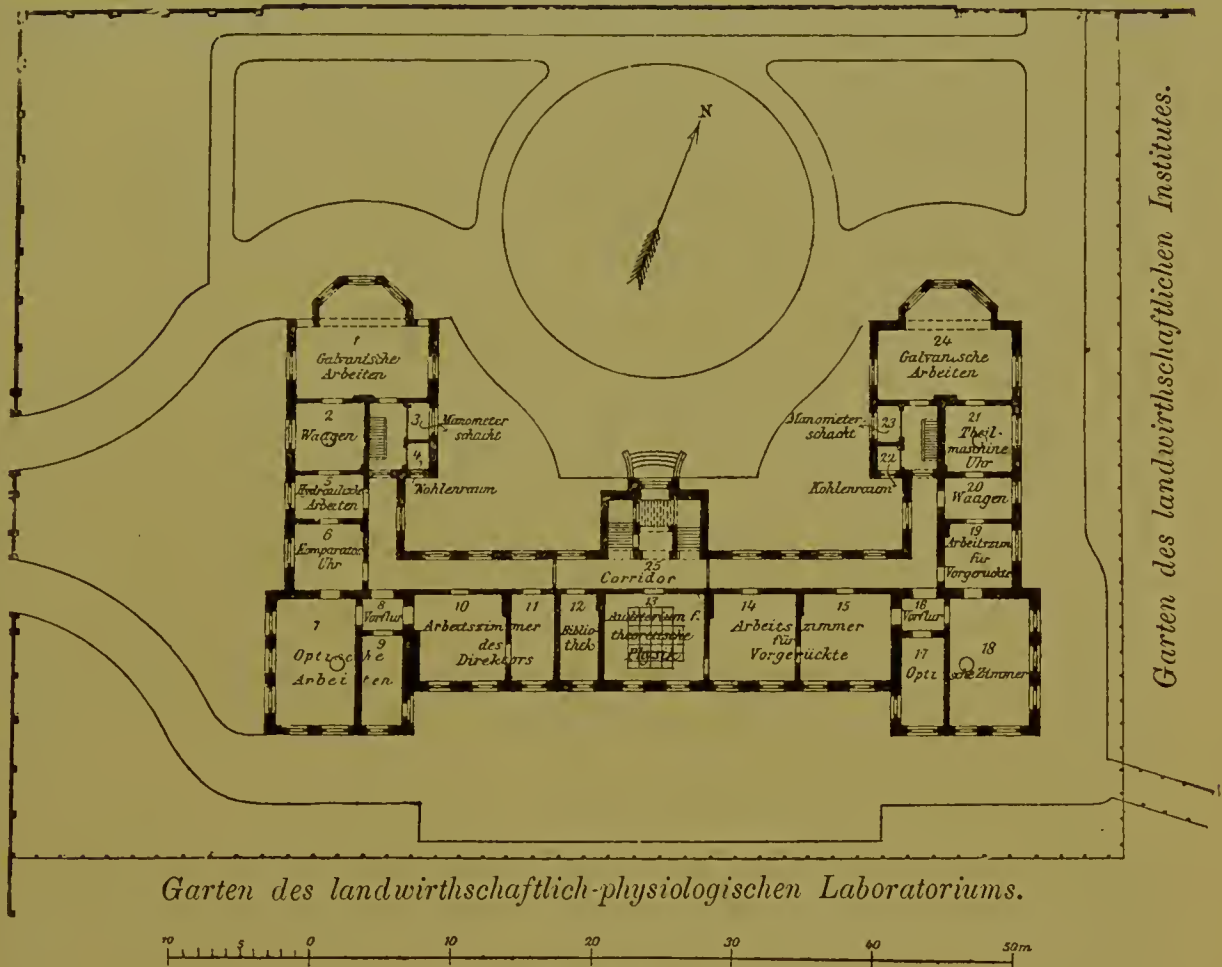 N
Garten des landwirthschaftlichen Institutes.
1
Galvanische
Arbeiten
2
Waagen
3
Manometer
schacht
4
Kohlenraum
5
Hydraulische
Arbeiten
6
Komparator
Uhr
24
Galvanische
Arbeiten
Manometer
schacht
23
21
Theil-
maschine
Uhr
22
Kohlenraum
20
Waagen
19
Arbeitszim
für
Vorgerückte
25
Corridor
7
Optische
Arbeiten
8
Vorflur
9
10
11
Arbeitszimmer
des
Direktors
12
Biblio-
thek
13
Auditorium f.
theoretische
Physik
14
15
Arbeitszimmer
für
Vorgerückte
16
Vorflur
17
18
Optische Zimmer
Garten des landwirthschaftlich-physiologischen Laboratoriums.
10 5 0 10 20 30 40 50m